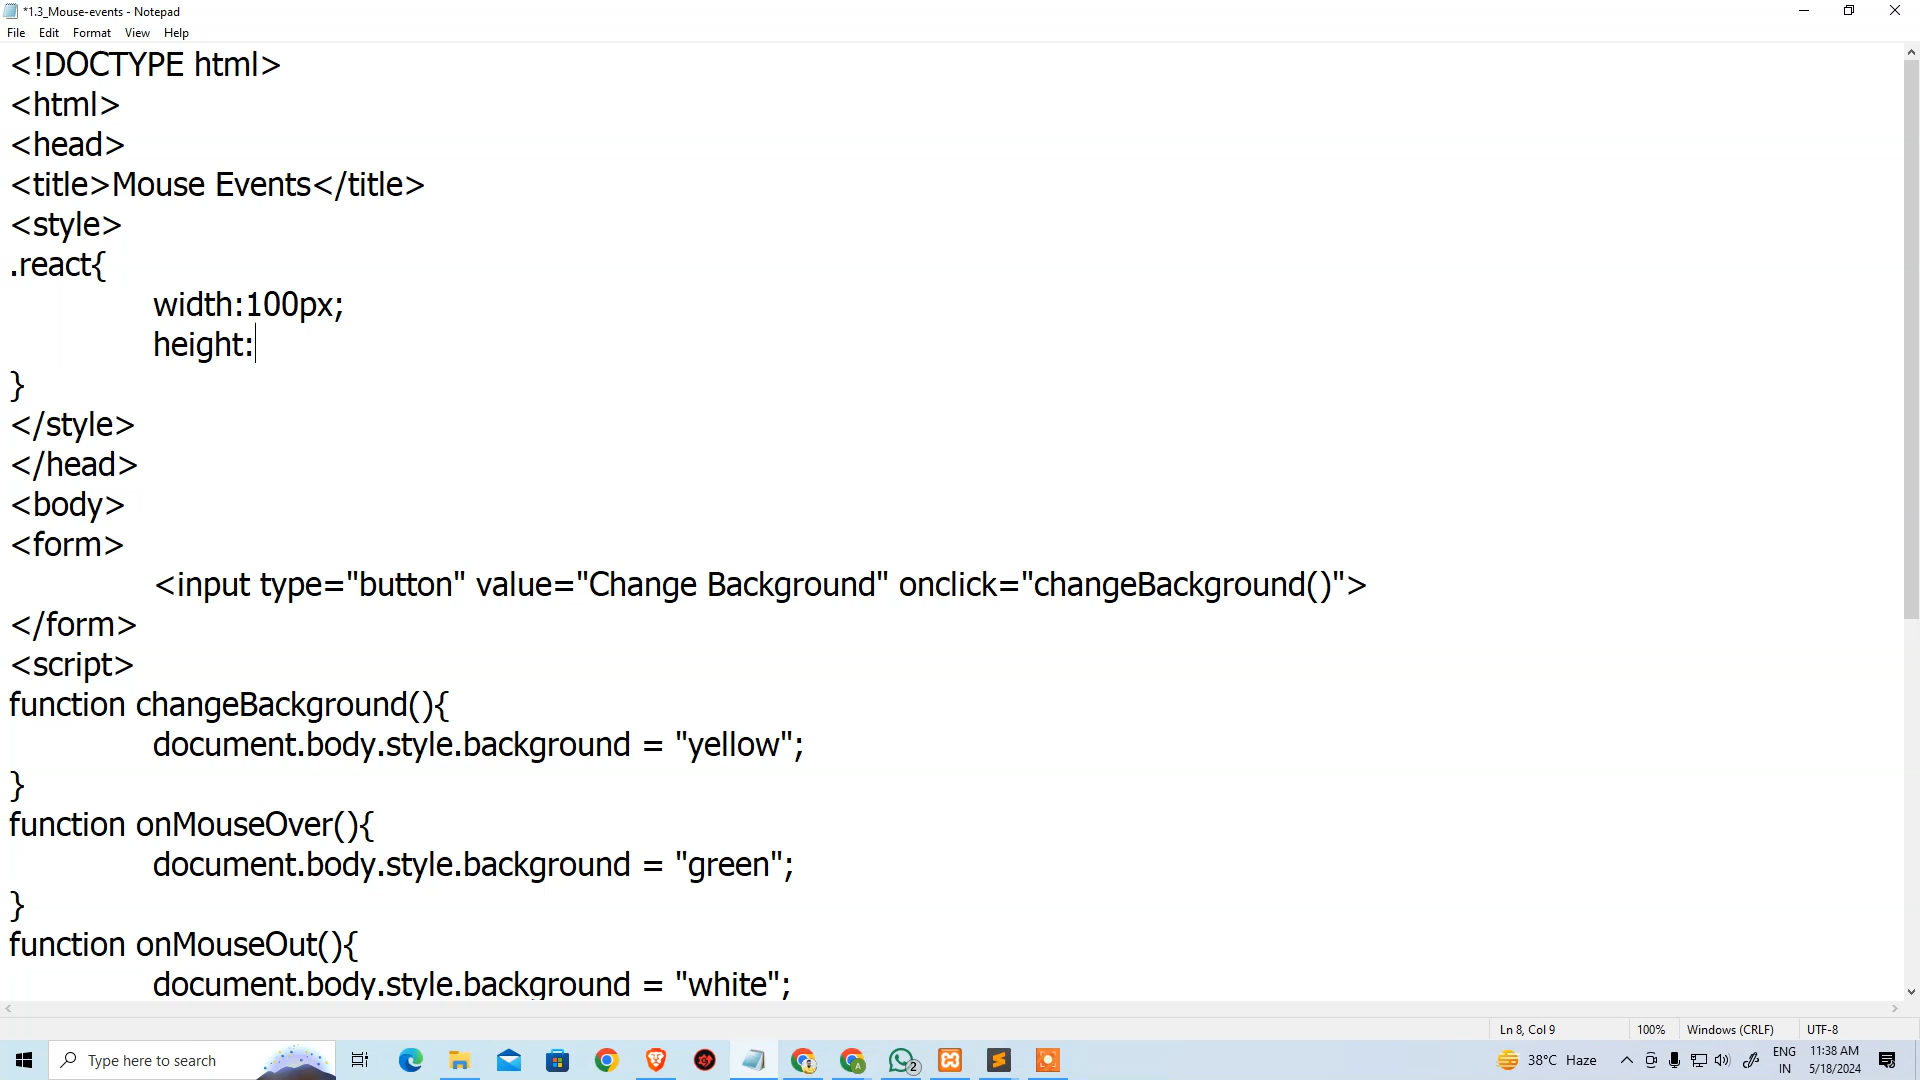 *1.3_Mouse-events - Notepad
File Edit Format View Help
<!DOCTYPE html>
<html>
<head>
<title>Mouse Events</title>
<style>
.react{
width:100px;
height:
}
</style>
</head>
<body>
<form>
<input type="button" value="Change Background" onclick="changeBackground()">
</form>
<script>
function changeBackground(){
document.body.style.background = "yellow";
}
function onMouseOver(){
document.body.style.background = "green";
}
function onMouseOut(){
document.body.style.background = "white";
Ln 8, Col 9 100% Windows (CRLF) UTF-8
Type here to search
A
2
38°C Haze
ENG
IN
11:38 AM
5/18/2024